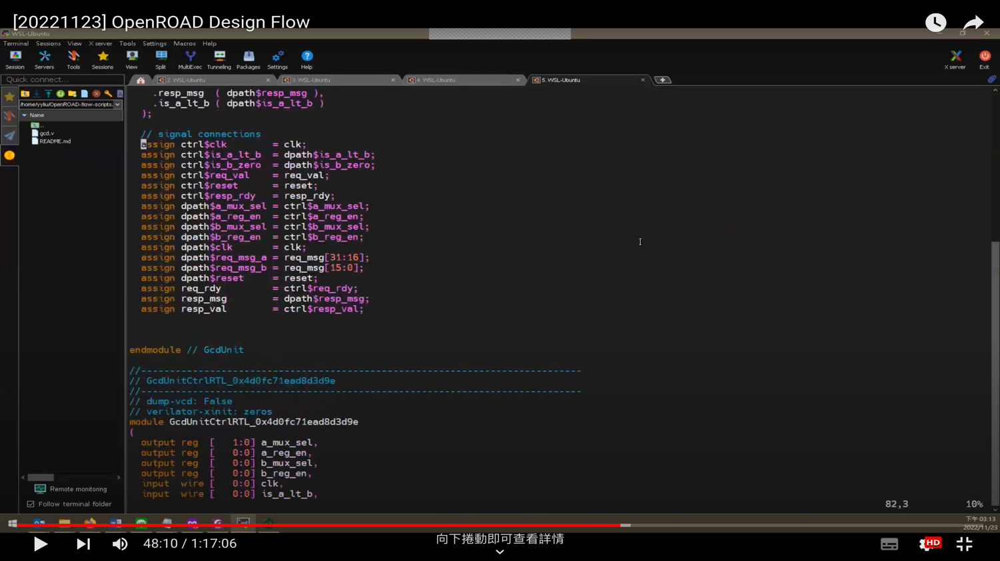 [20221123] OpenROAD Design Flow
WSL-Ubuntu
Terminal Sessions View X server Tools Settings Macros Help
Session Servers Tools Sessions View Split MultiExec Tunneling Packages Settings Help X server Exit
Quick connect...
2. WSL-Ubuntu
3. WSL-Ubuntu
4. WSL-Ubuntu
5. WSL-Ubuntu
/home/yyliu/OpenROAD-flow-scripts.
Name
..
gcd.v
README.md
.resp_msg ( dpath$resp_msg ),
.is_a_lt_b ( dpath$is_a_lt_b )
);
// signal connections
assign ctrl$clk = clk;
assign ctrl$is_a_lt_b = dpath$is_a_lt_b;
assign ctrl$is_b_zero = dpath$is_b_zero;
assign ctrl$req_val = req_val;
assign ctrl$reset = reset;
assign ctrl$resp_rdy = resp_rdy;
assign dpath$a_mux_sel = ctrl$a_mux_sel;
assign dpath$a_reg_en = ctrl$a_reg_en;
assign dpath$b_mux_sel = ctrl$b_mux_sel;
assign dpath$b_reg_en = ctrl$b_reg_en;
assign dpath$clk = clk;
assign dpath$req_msg_a = req_msg[31:16];
assign dpath$req_msg_b = req_msg[15:0];
assign dpath$reset = reset;
assign req_rdy = ctrl$req_rdy;
assign resp_msg = dpath$resp_msg;
assign resp_val = ctrl$resp_val;
endmodule // GcdUnit
//-----------------------------------------------------------------------------
// GcdUnitCtrlRTL_0x4d0fc71ead8d3d9e
//-----------------------------------------------------------------------------
// dump-vcd: False
// verilator-xinit: zeros
module GcdUnitCtrlRTL_0x4d0fc71ead8d3d9e
(
output reg [ 1:0] a_mux_sel,
output reg [ 0:0] a_reg_en,
output reg [ 0:0] b_mux_sel,
output reg [ 0:0] b_reg_en,
input wire [ 0:0] clk,
input wire [ 0:0] is_a_lt_b,
Remote monitoring
Follow terminal folder
82,3 10%
下午 03:13
2022/11/23
48:10 / 1:17:06
向下捲動即可查看詳情
HD